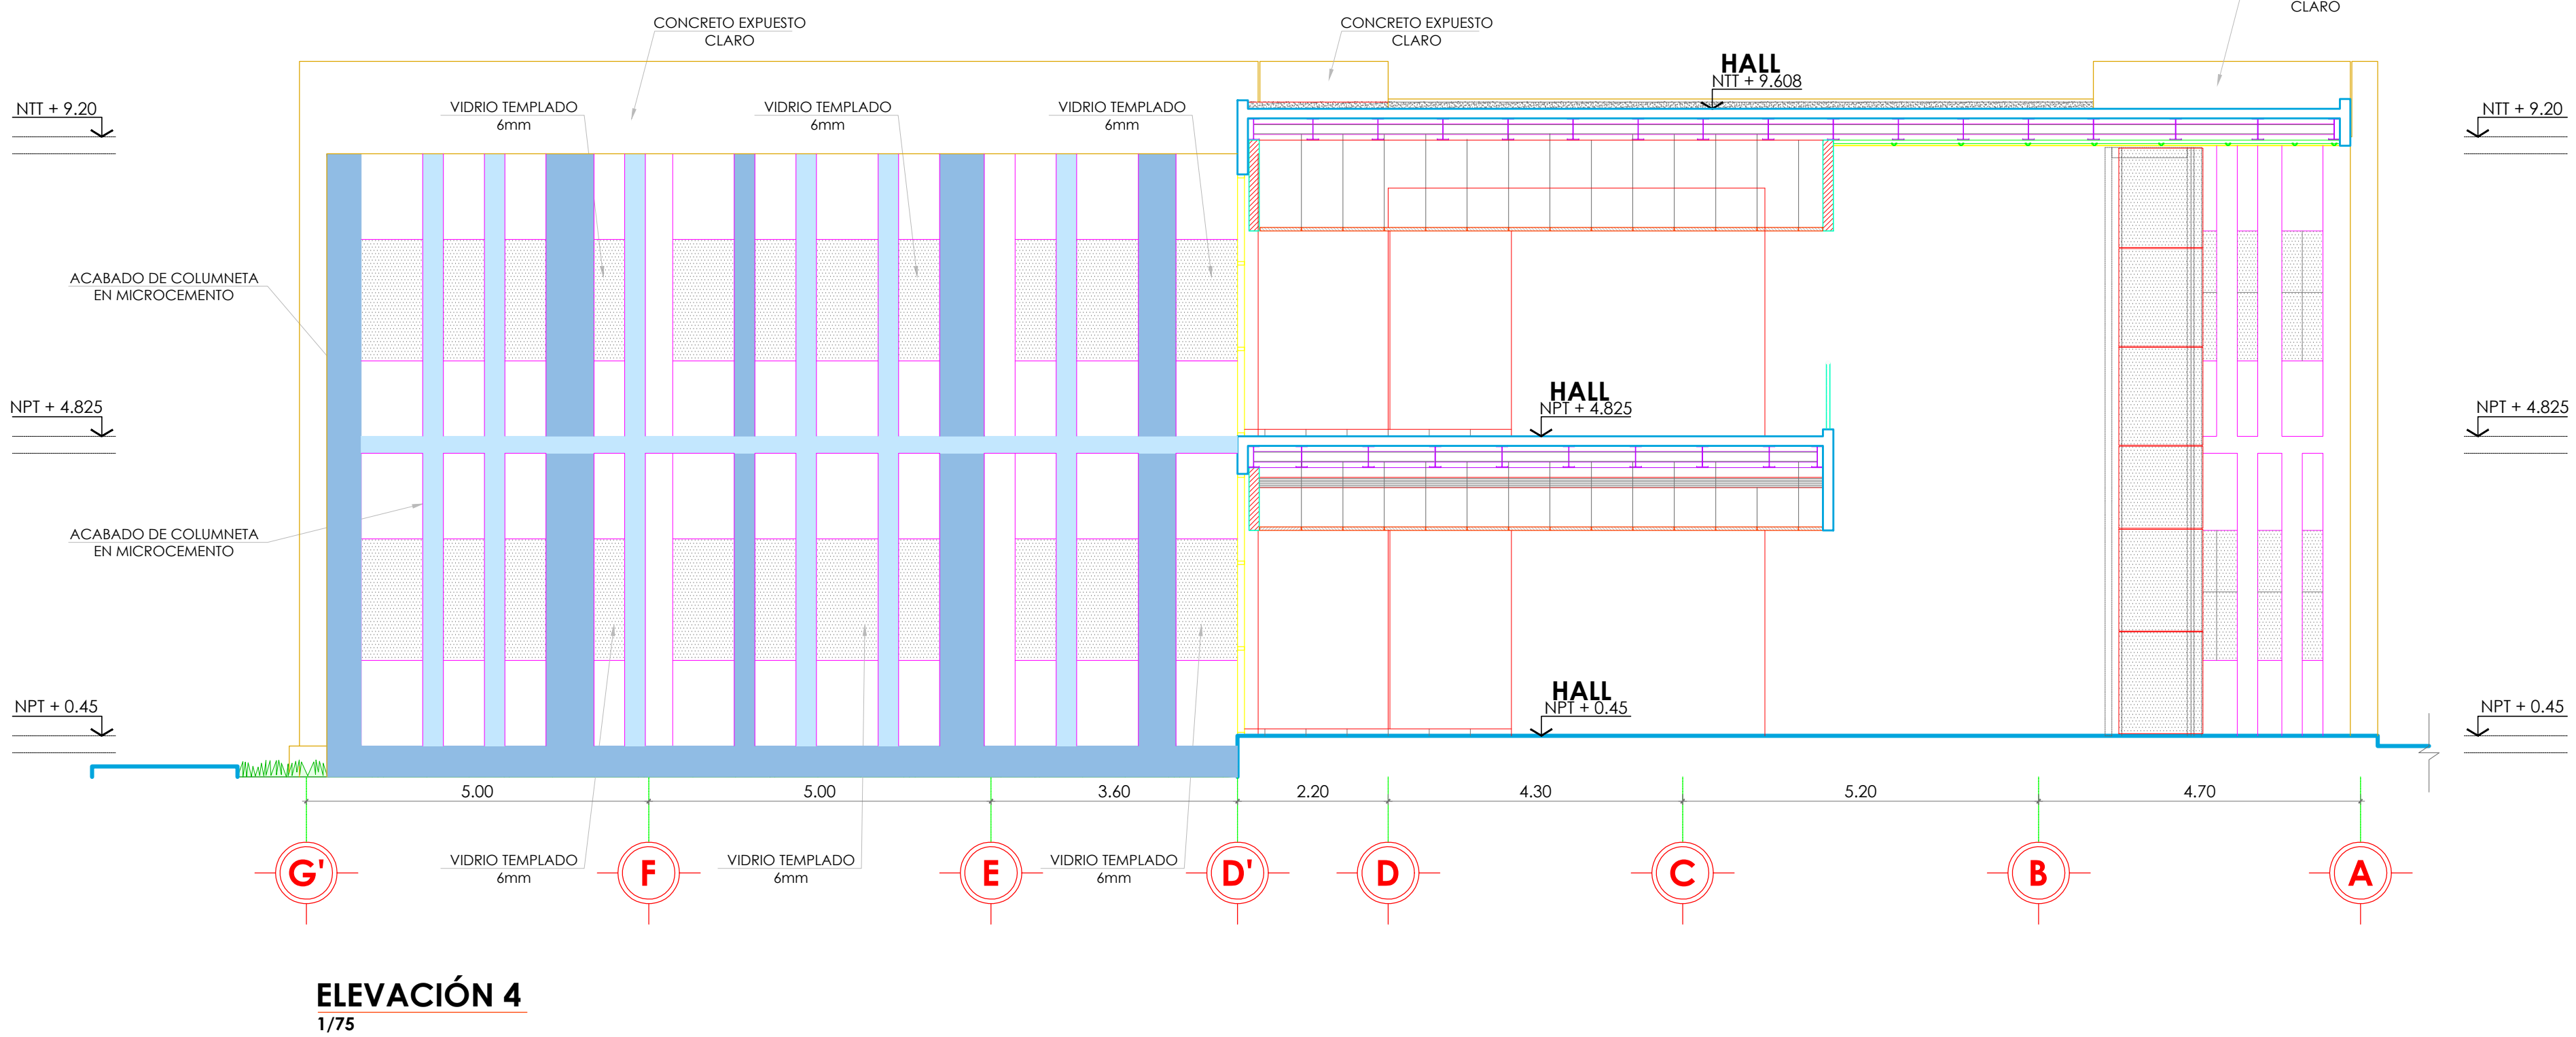 CLARO
CONCRETO EXPUESTO
CLARO
CONCRETO EXPUESTO
CLARO
HALL
NTT + 9.608
NTT + 9.20
VIDRIO TEMPLADO
6mm
VIDRIO TEMPLADO
6mm
VIDRIO TEMPLADO
6mm
NTT + 9.20
ACABADO DE COLUMNETA
EN MICROCEMENTO
NPT + 4.825
HALL
NPT + 4.825
NPT + 4.825
ACABADO DE COLUMNETA
EN MICROCEMENTO
NPT + 0.45
HALL
NPT + 0.45
NPT + 0.45
5.00
5.00
3.60
2.20
4.30
5.20
4.70
VIDRIO TEMPLADO
6mm
VIDRIO TEMPLADO
6mm
VIDRIO TEMPLADO
6mm
G'
F
E
D'
D
C
B
A
ELEVACIÓN 4
1/75